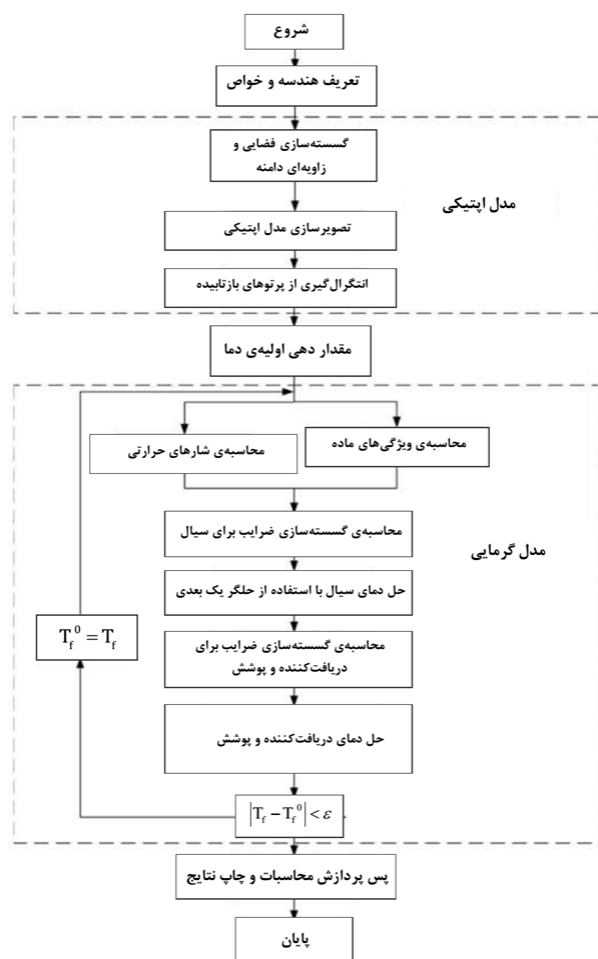 شروع
تعریف هندسه و خواص
گسسته‌سازی فضایی و
زاویه‌ای دامنه
مدل اپتیکی
تصویرسازی مدل اپتیکی
انتگرال‌گیری از پرتوهای بازتابیده
مقدار دهی اولیه‌ی دما
محاسبه‌ی ویژگی‌های ماده
محاسبه‌ی شارهای حرارتی
محاسبه‌ی گسسته‌سازی ضرایب برای سیال
مدل گرمایی
حل دمای سیال با استفاده از حلگر یک بعدی
محاسبه‌ی گسسته‌سازی ضرایب برای
دریافت‌کننده و پوشش
T_f^0 = T_f
حل دمای دریافت‌کننده و پوشش
|T_f − T_f^0| < ε
پس پردازش محاسبات و چاپ نتایج
پایان